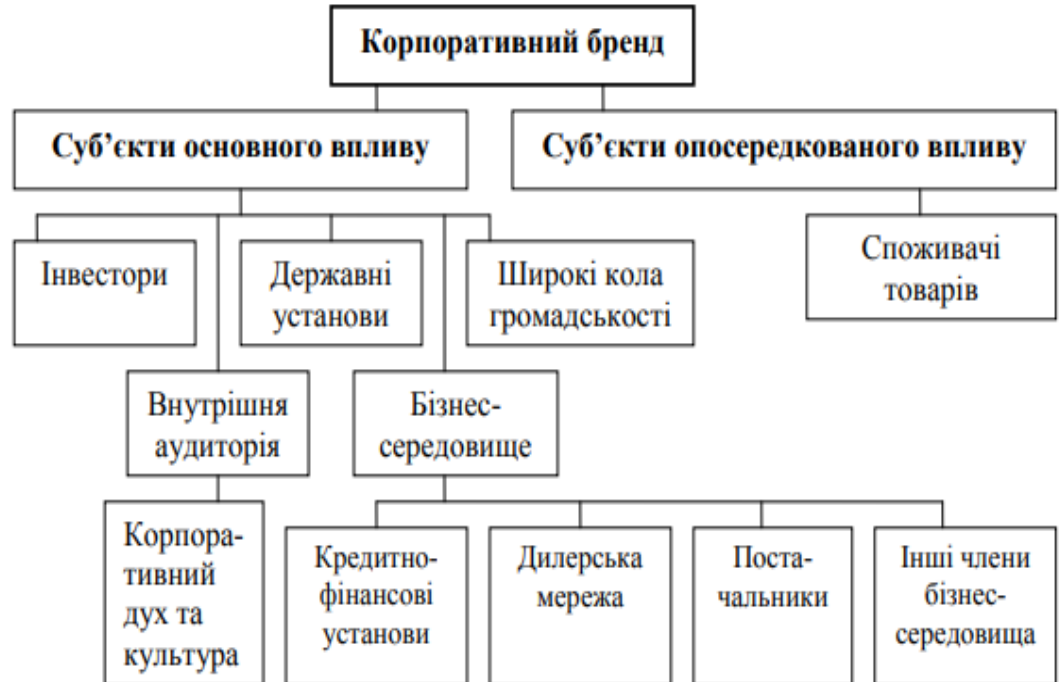 Корпоративний бренд
Суб’єкти основного впливу
Суб’єкти опосередкованого впливу
Інвестори
Державні
установи
Широкі кола
громадськості
Споживачі
товарів
Внутрішня
аудиторія
Бізнес-
середовище
Корпора-
тивний
дух та
культура
Кредитно-
фінансові
установи
Дилерська
мережа
Поста-
чальники
Інші члени
бізнес-
середовища